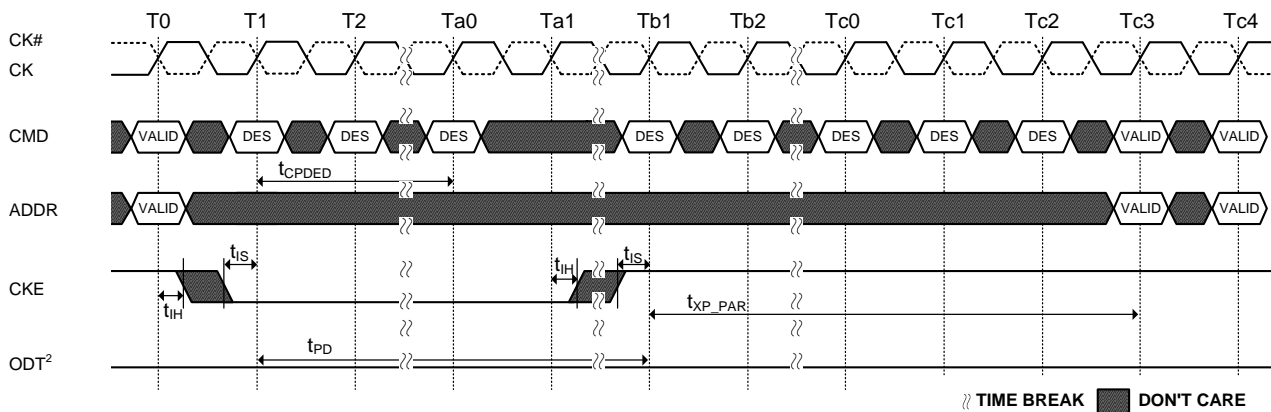 T0 T1 T2 Ta0 Ta1 Tb1 Tb2 Tc0 Tc1 Tc2 Tc3 Tc4
CK#
CK
CMD VALID DES DES DES DES DES DES DES DES VALID VALID
tCPDED
ADDR VALID VALID VALID
tIS tIH tIS
CKE
tIH tXP_PAR
tPD
ODT2
TIME BREAK DON'T CARE